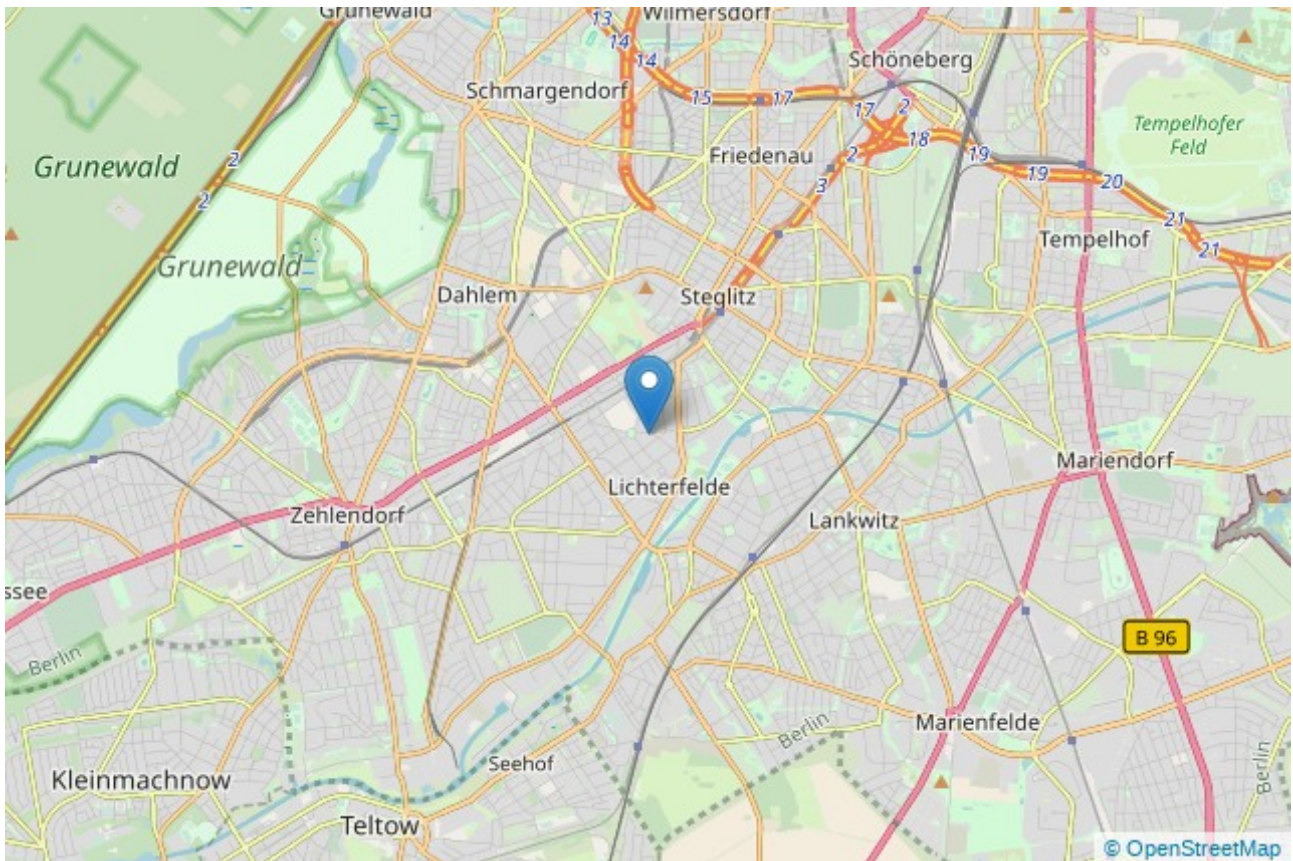 Grunewald
Wilmersdorf
13
14
14
Schöneberg
Schmargendorf
15
17
17
2
Tempelhofer
Feld
18
Grunewald
2
Friedenau
2
19
19
20
3
2
21
Tempelhof
21
Grunewald
Dahlem
Steglitz
Mariendorf
Lichterfelde
Zehlendorf
Lankwitz
ssee
B 96
Berlin
Marienfelde
Berlin
Seehof
Berlin
Kleinmachnow
Teltow
© OpenStreetMap